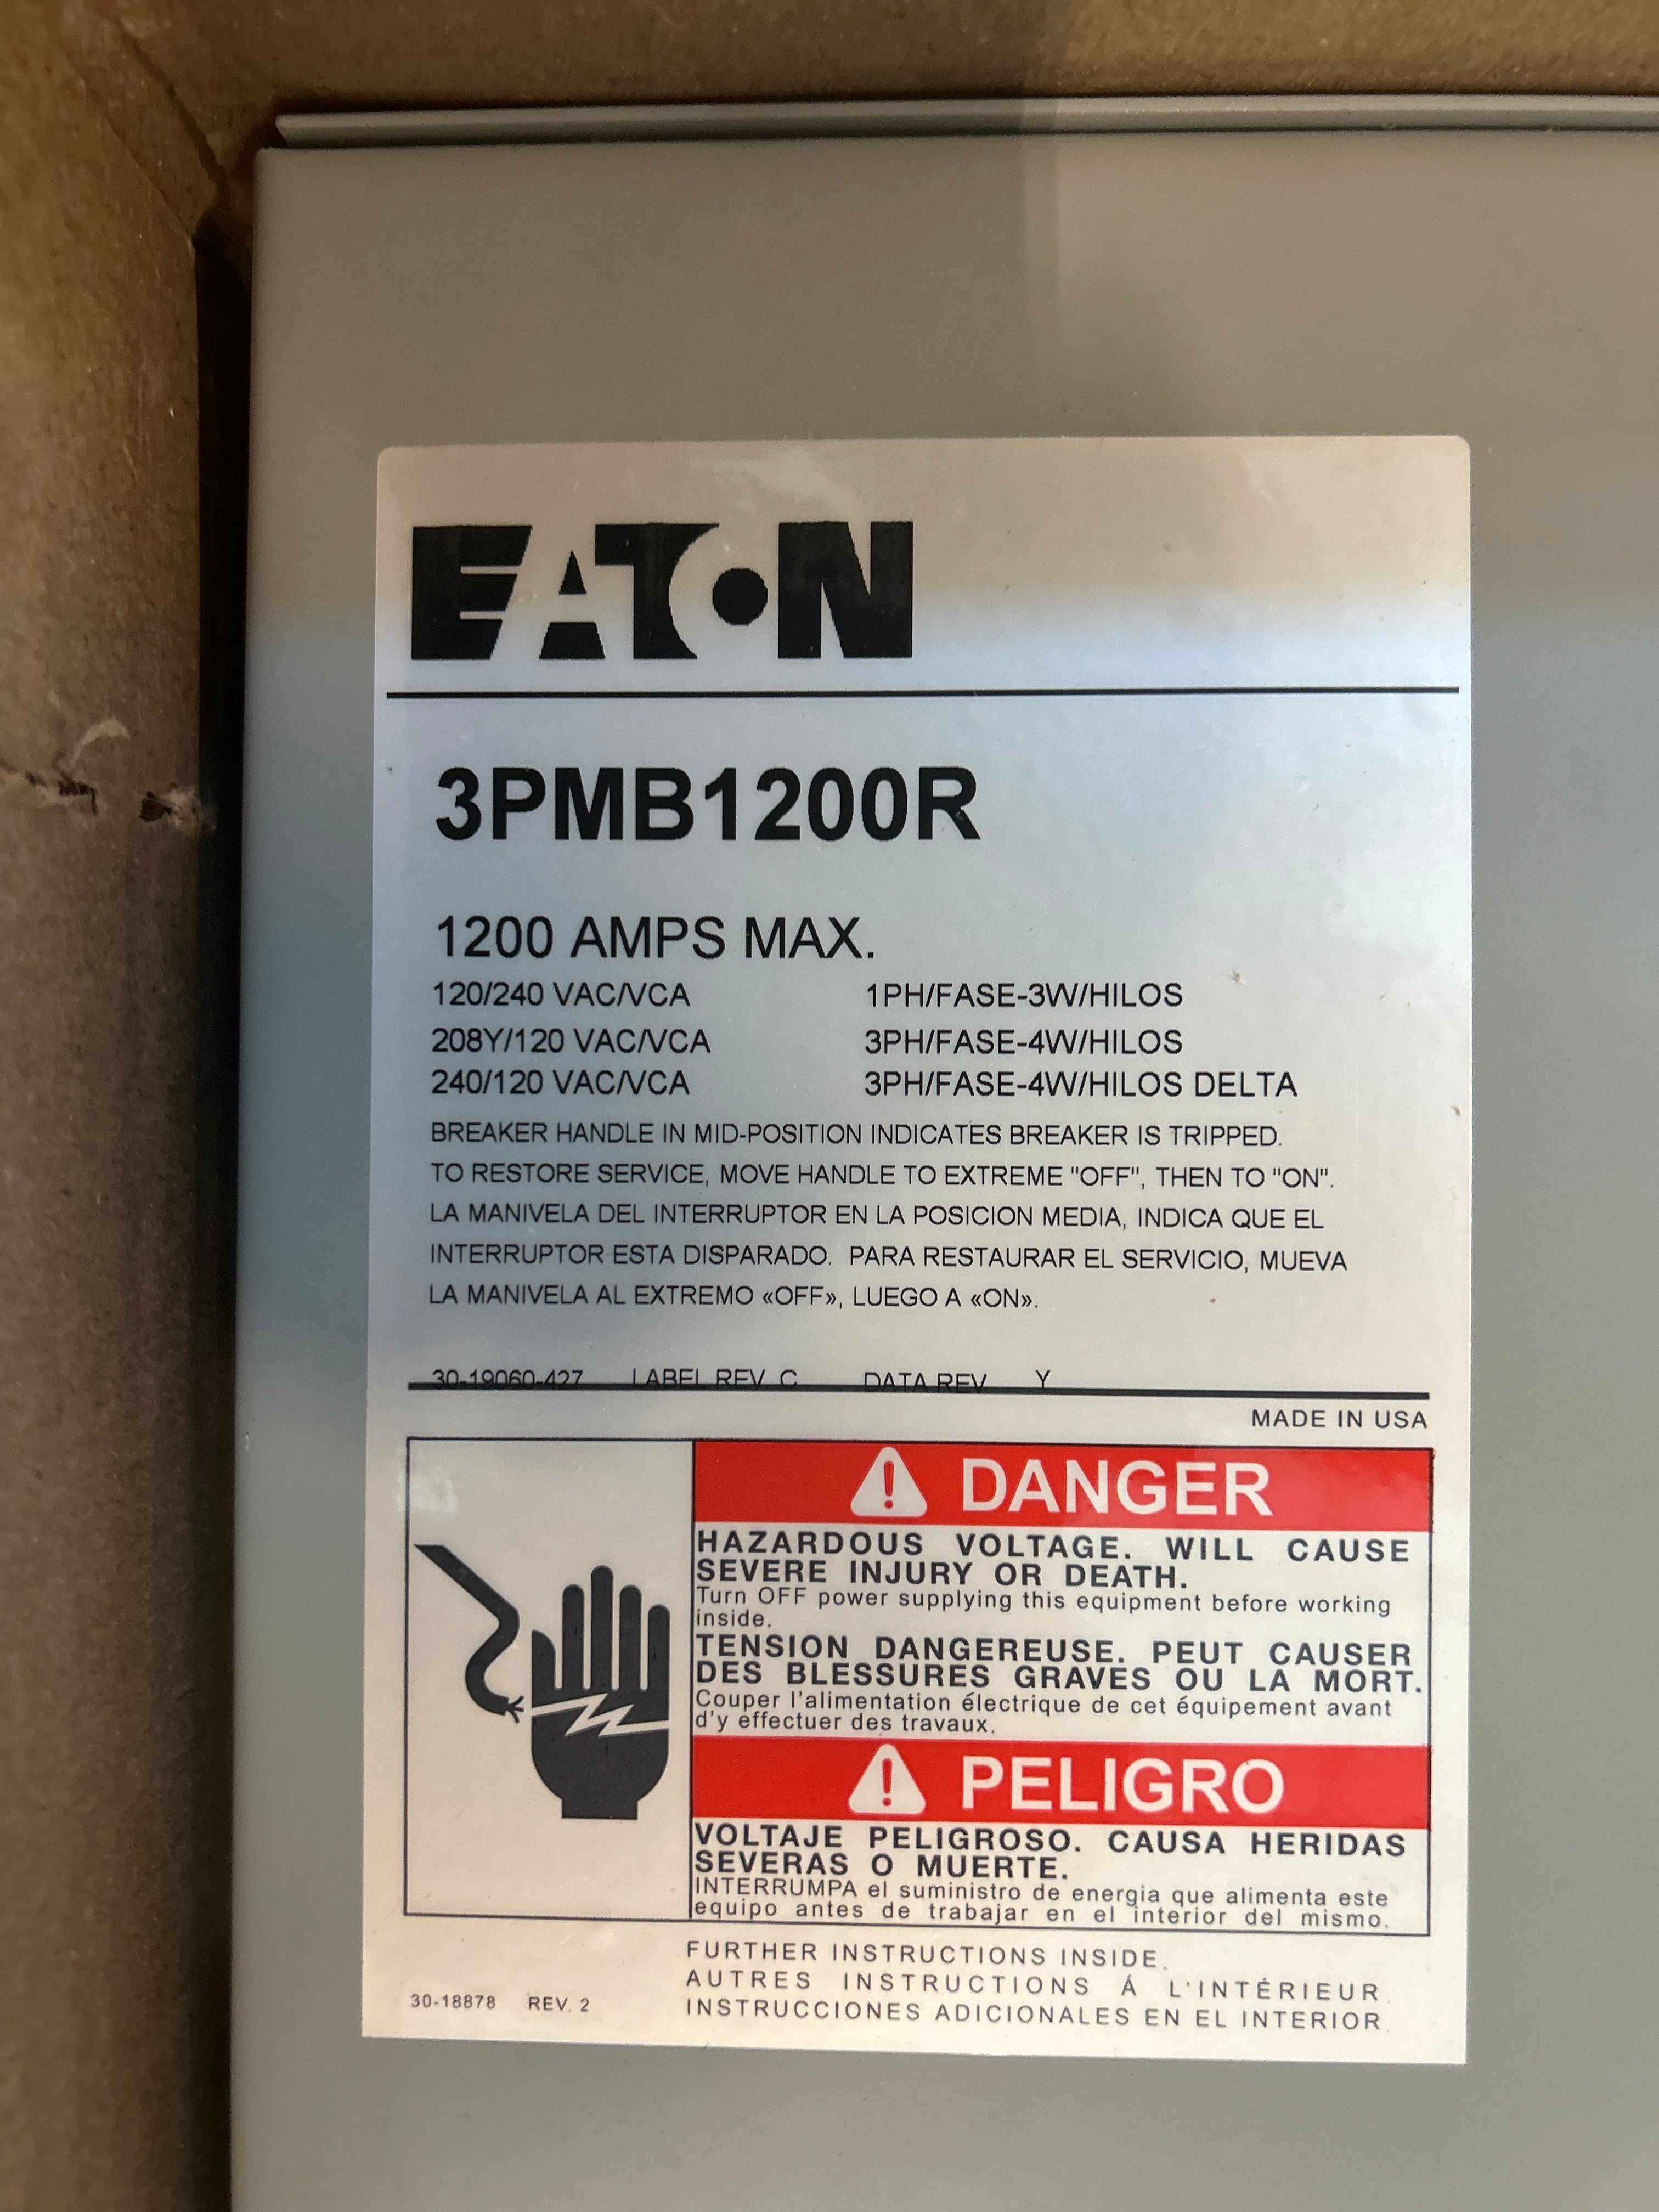 EATON
3PMB1200R
1200 AMPS MAX.
120/240 VAC/VCA 1PH/FASE-3W/HILOS
208Y/120 VAC/VCA 3PH/FASE-4W/HILOS
240/120 VAC/VCA 3PH/FASE-4W/HILOS DELTA
BREAKER HANDLE IN MID-POSITION INDICATES BREAKER IS TRIPPED.
TO RESTORE SERVICE, MOVE HANDLE TO EXTREME "OFF", THEN TO "ON".
LA MANIVELA DEL INTERRUPTOR EN LA POSICION MEDIA, INDICA QUE EL
INTERRUPTOR ESTA DISPARADO. PARA RESTAURAR EL SERVICIO, MUEVA
LA MANIVELA AL EXTREMO «OFF», LUEGO A «ON».
30-19060-427 LABEL REV C DATA REV Y
MADE IN USA
DANGER
HAZARDOUS VOLTAGE. WILL CAUSE
SEVERE INJURY OR DEATH.
Turn OFF power supplying this equipment before working
inside.
TENSION DANGEREUSE. PEUT CAUSER
DES BLESSURES GRAVES OU LA MORT.
Couper l'alimentation électrique de cet équipement avant
d'y effectuer des travaux.
PELIGRO
VOLTAJE PELIGROSO. CAUSA HERIDAS
SEVERAS O MUERTE.
INTERRUMPA el suministro de energia que alimenta este
equipo antes de trabajar en el interior del mismo.
FURTHER INSTRUCTIONS INSIDE.
AUTRES INSTRUCTIONS Á L'INTÉRIEUR.
INSTRUCCIONES ADICIONALES EN EL INTERIOR.
30-18878 REV. 2